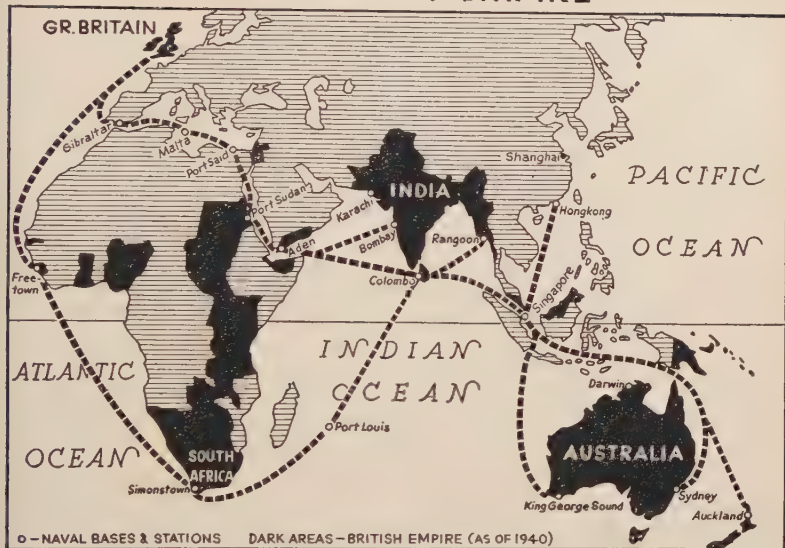 GR. BRITAIN
Gibraltar
Malta
Port Said
Port Sudan
Aden
Karachi
INDIA
Bombay
Rangoon
Colombo
Shanghai
Hongkong
Singapore
PACIFIC
OCEAN
Free-
town
ATLANTIC
OCEAN
INDIAN
OCEAN
Port Louis
SOUTH
AFRICA
Simonstown
Darwin
AUSTRALIA
King George Sound
Sydney
Auckland
O – NAVAL BASES & STATIONS DARK AREAS – BRITISH EMPIRE (AS OF 1940)